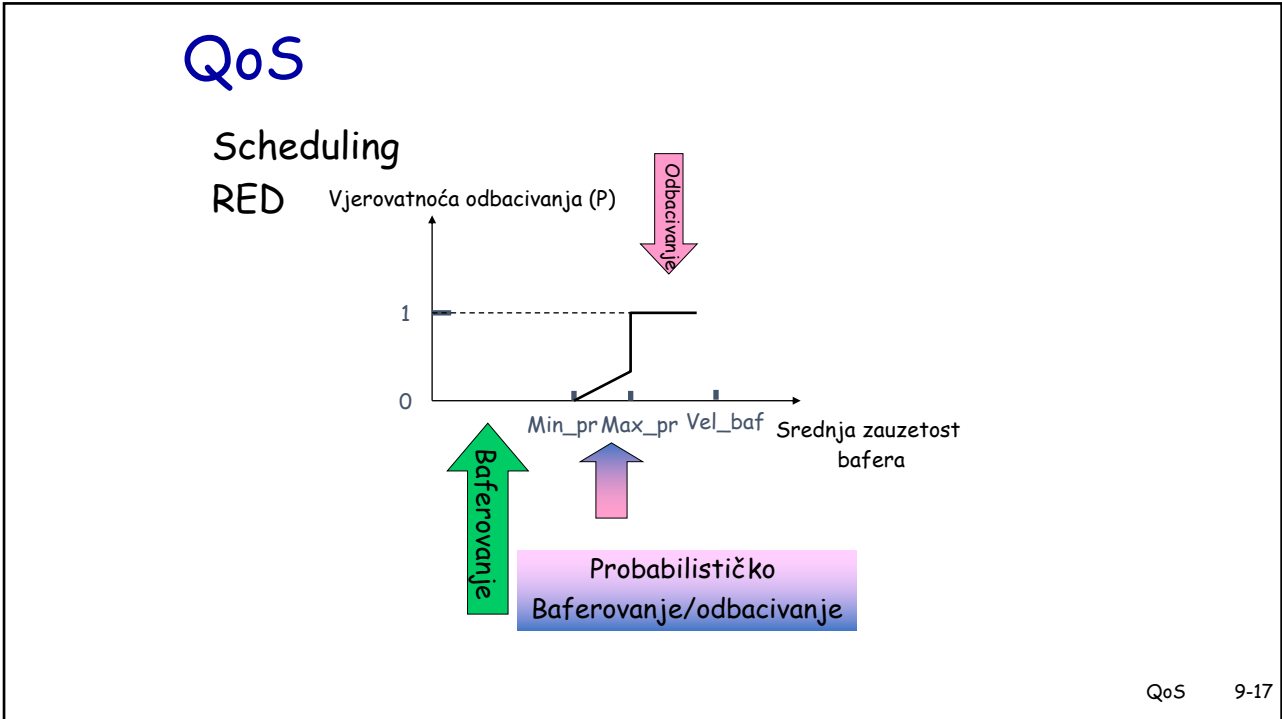 QoS
Scheduling
RED
Vjerovatnoća odbacivanja (P)
Odbacivanje
1
0
Min_pr Max_pr Vel_baf
Srednja zauzetost
bafera
Baferovanje
Probabilističko
Baferovanje/odbacivanje
QoS 9-17